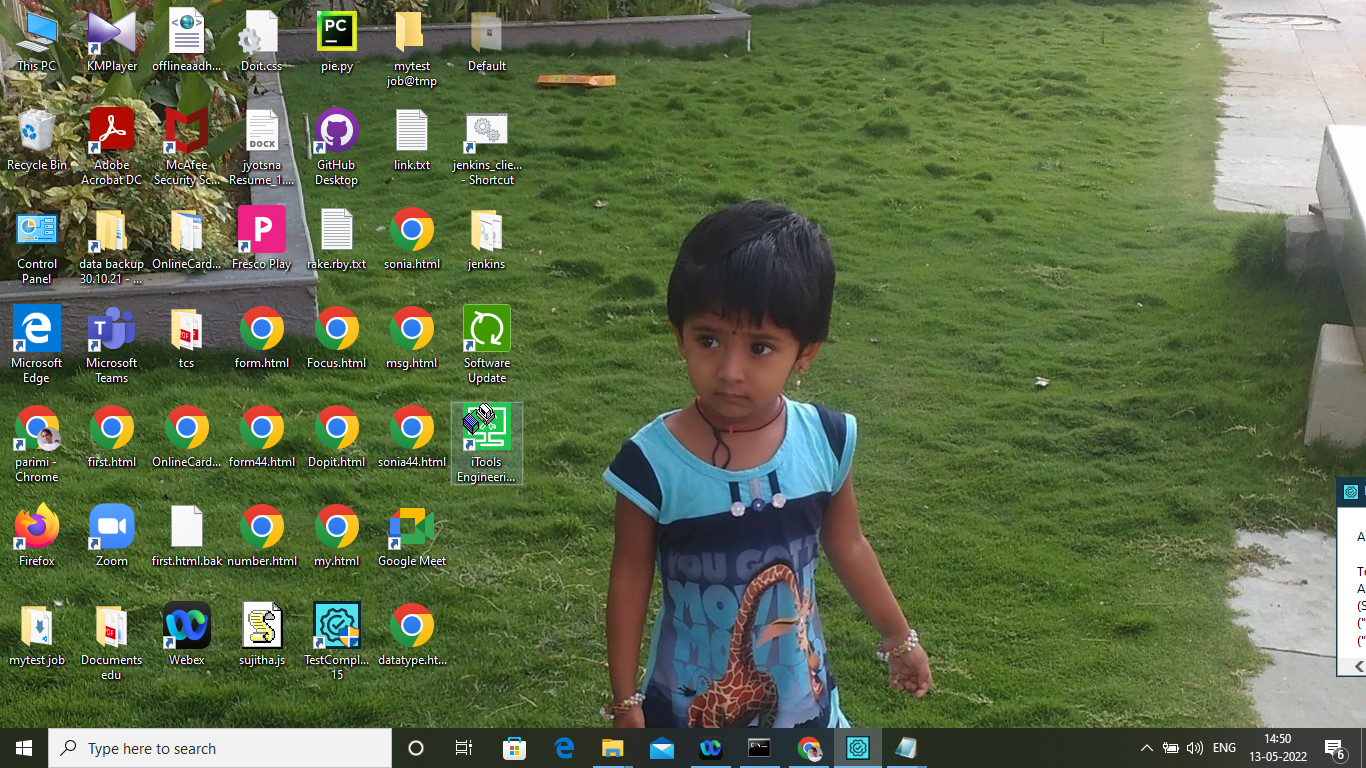 This PC
KMPlayer
offlineaadh...
Doit.css
PC
pie.py
mytest
job@tmp
Default
Recycle Bin
Adobe
Acrobat DC
McAfee
Security Sc...
DOCX
jyotsna
Resume_1....
GitHub
Desktop
link.txt
jenkins_clie...
- Shortcut
Control
Panel
data backup
30.10.21 - ...
OnlineCard...
P
Fresco Play
rake.rby.txt
sonia.html
jenkins
Microsoft
Edge
T
Microsoft
Teams
PDF
tcs
form.html
Focus.html
msg.html
Software
Update
parimi -
Chrome
first.html
OnlineCard...
form44.html
Dopit.html
sonia44.html
iTools
Engineeri...
Firefox
Zoom
first.html.bak
number.html
my.html
Google Meet
mytest job
PDF
Documents
edu
Webex
sujitha.js
TestCompl...
15
datatype.ht...
YOU GOT
A
Te
A
(S
("
("
Type here to search
ENG
14:50
13-05-2022
6